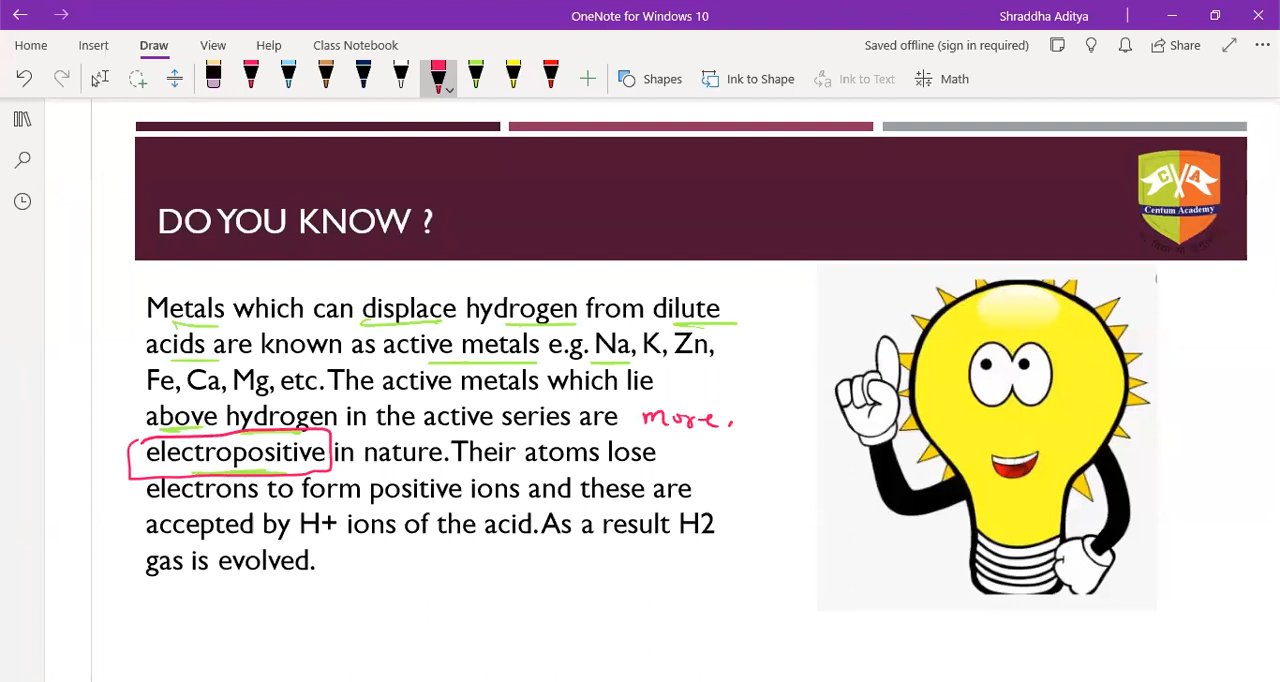 OneNote for Windows 10
Shraddha Aditya
Home Insert Draw View Help Class Notebook
Saved offline (sign in required) Share
Shapes Ink to Shape Ink to Text Math
DO YOU KNOW ?
CA
Centum Academy
Metals which can displace hydrogen from dilute
acids are known as active metals e.g. Na, K, Zn,
Fe, Ca, Mg, etc. The active metals which lie
above hydrogen in the active series are more.
electropositive in nature. Their atoms lose
electrons to form positive ions and these are
accepted by H+ ions of the acid. As a result H2
gas is evolved.